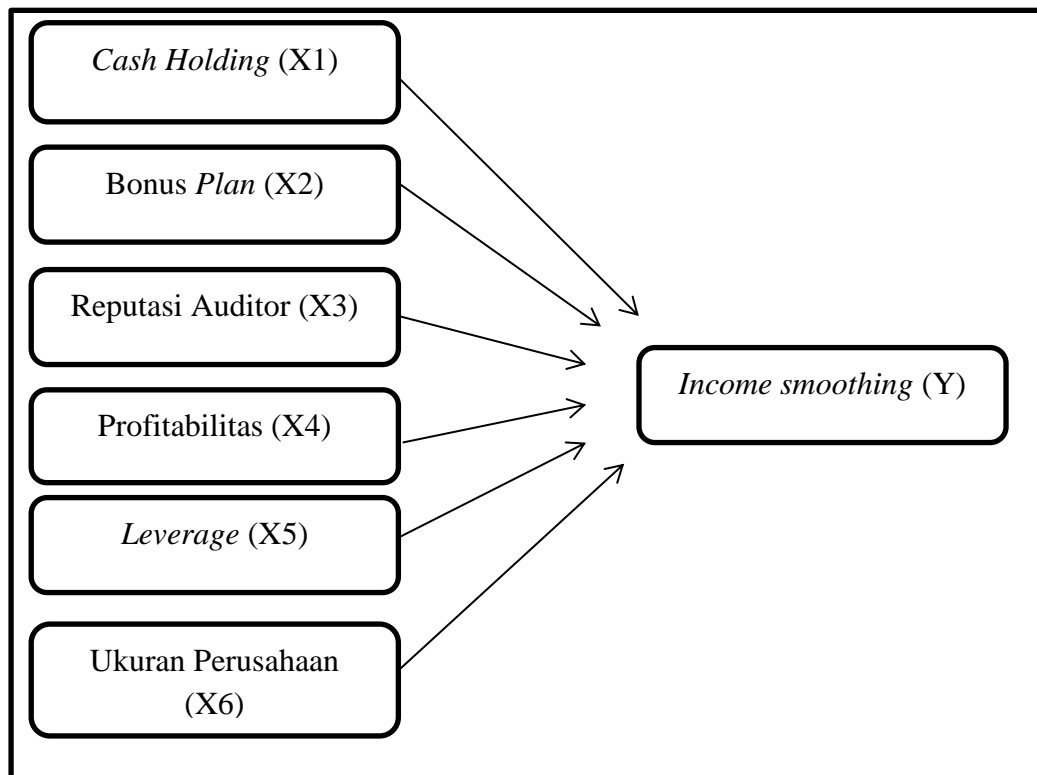 Cash Holding (X1)
Bonus Plan (X2)
Reputasi Auditor (X3)
Profitabilitas (X4)
Leverage (X5)
Ukuran Perusahaan
(X6)
Income smoothing (Y)